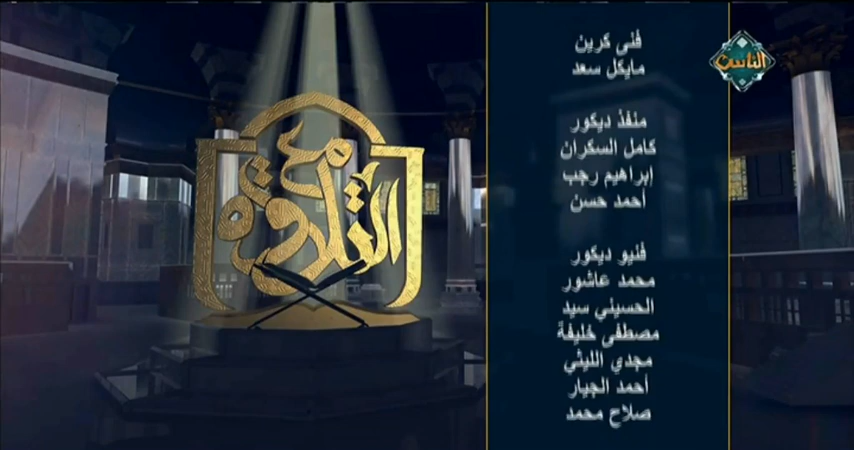 الناس
مع التلاوة
فنى كرين
مايكل سعد
منفذ ديكور
كامل السكران
إبراهيم رجب
أحمد حسن
فنيو ديكور
محمد عاشور
الحسيني سيد
مصطفى خليفة
مجدي الليثي
أحمد الجيار
صلاح محمد